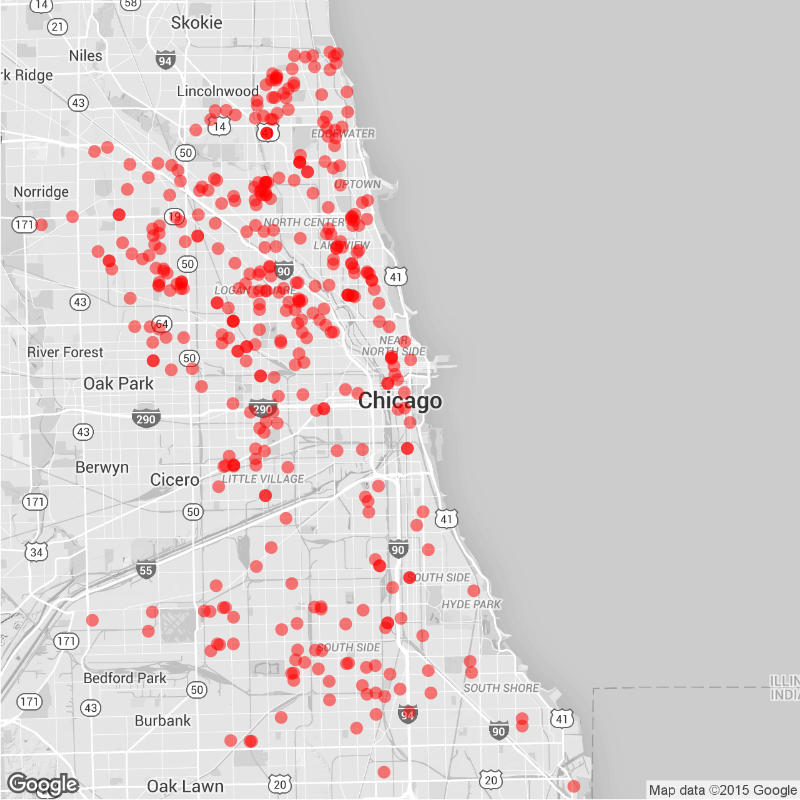 14
58
Skokie
21
Niles
94
rk Ridge
Lincolnwood
43
14
EDGEWATER
50
Norridge
UPTOWN
171
19
NORTH CENTER
LAKEVIEW
50
90
41
LOGAN SQUARE
43
64
NEAR
NORTH SIDE
River Forest
50
Oak Park
Chicago
290
290
43
Berwyn
Cicero
LITTLE VILLAGE
171
50
41
34
90
55
SOUTH SIDE
HYDE PARK
171
SOUTH SIDE
Bedford Park
50
SOUTH SHORE
ILLIN
INDIA
171
43
94
41
Burbank
90
Google
Oak Lawn
20
20
Map data ©2015 Google